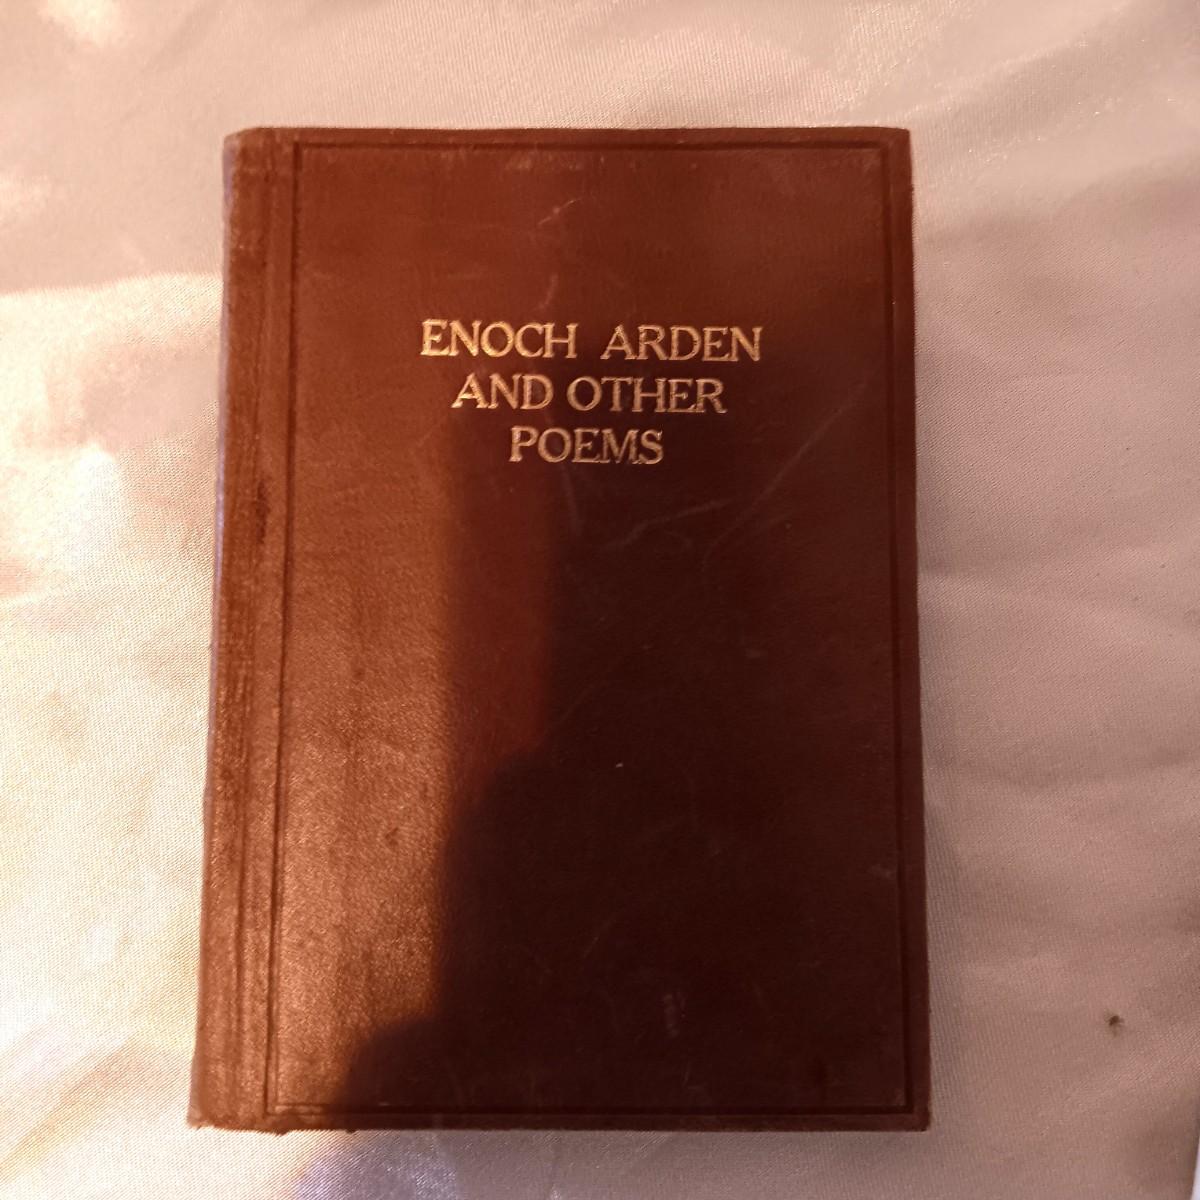 ENOCH ARDEN
AND OTHER
POEMS